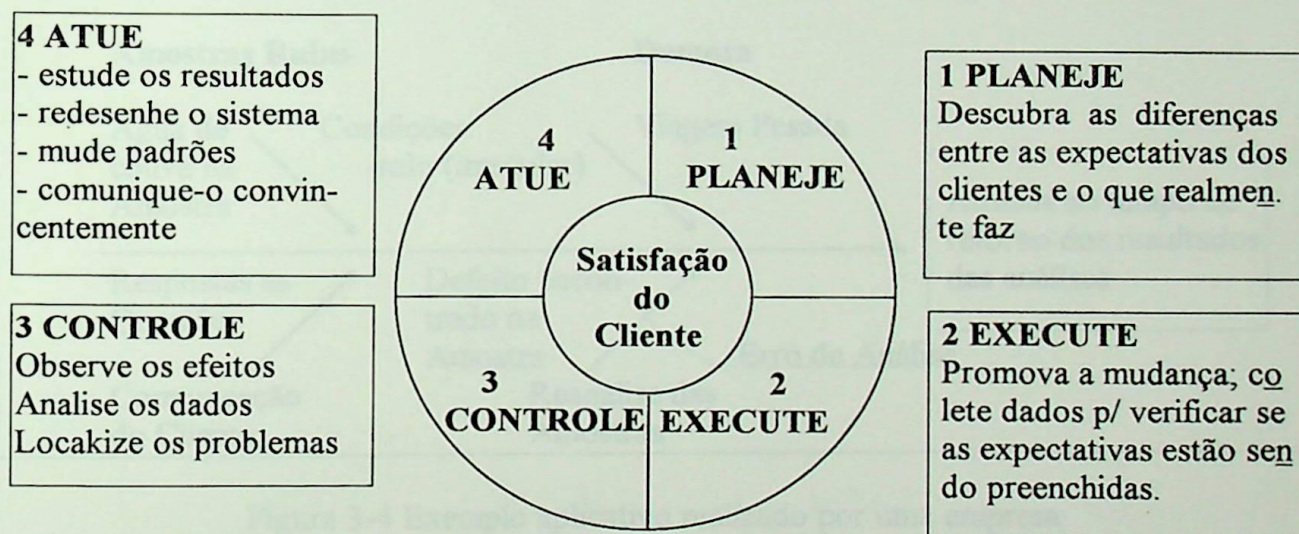 4 ATUE
- estude os resultados
- redesenhe o sistema
- mude padrões
- comunique-o convin-
centemente
1 PLANEJE
Descubra as diferenças
entre as expectativas dos
clientes e o que realmen.
te faz
4
ATUE
1
PLANEJE
Satisfação
do
Cliente
3
CONTROLE
2
EXECUTE
3 CONTROLE
Observe os efeitos
Analise os dados
Locakize os problemas
2 EXECUTE
Promova a mudança; co
lete dados p/ verificar se
as expectativas estão sen
do preenchidas.